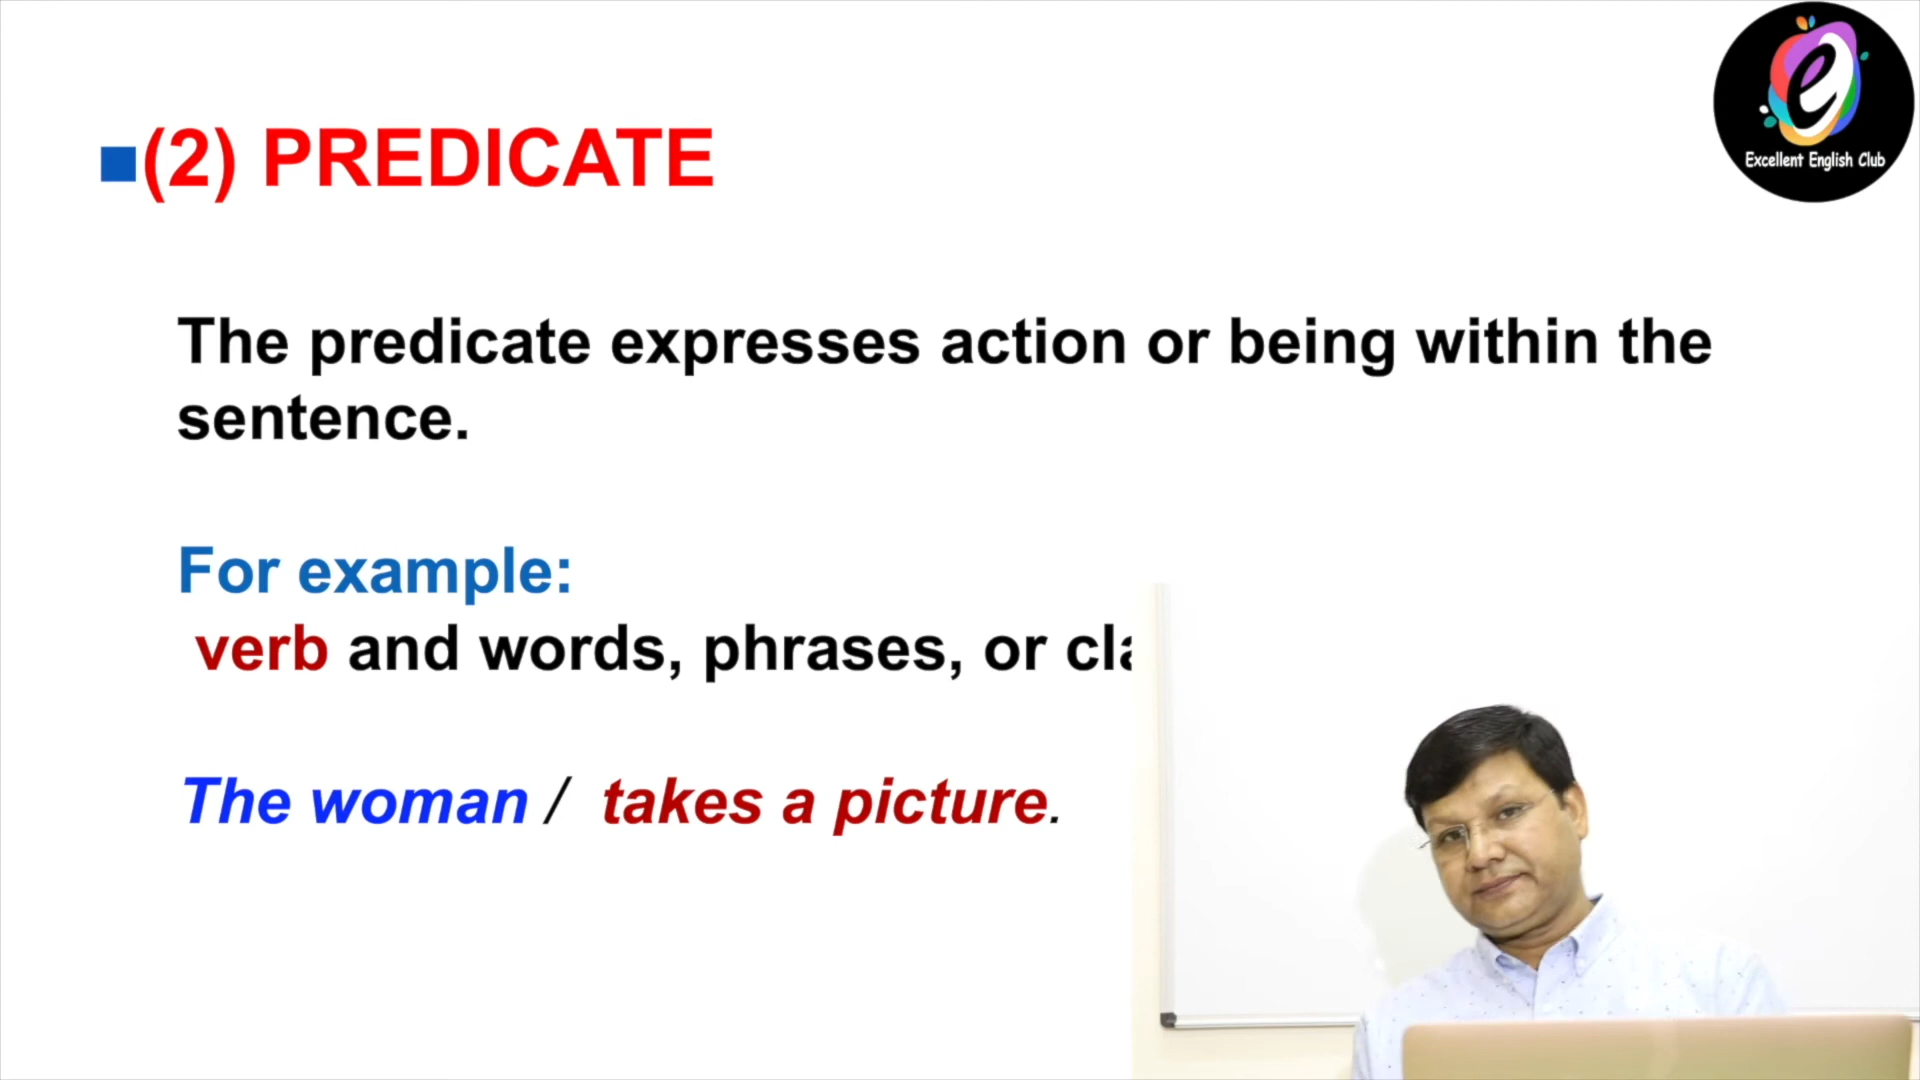 Excellent English Club
(2) PREDICATE
The predicate expresses action or being within the
sentence.
For example:
verb and words, phrases, or
The woman / takes a picture.